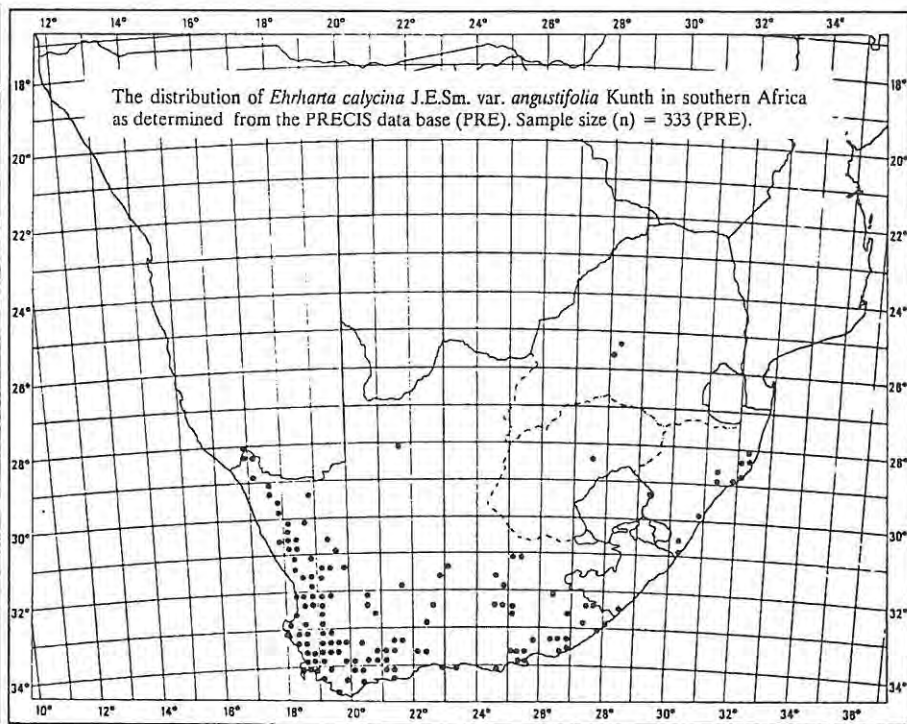 12° 14° 16° 18° 20° 22° 24° 26° 28° 30° 32° 34° 36°
The distribution of Ehrharta calycina J.E.Sm. var. angustifolia Kunth in southern Africa
as determined from the PRECIS data base (PRE). Sample size (n) = 333 (PRE).
18° 18°
20° 20°
22° 22°
24° 24°
26° 26°
28° 28°
30° 30°
32° 32°
34° 34°
10° 12° 14° 16° 18° 20° 22° 24° 26° 28° 30° 32° 34° 36°